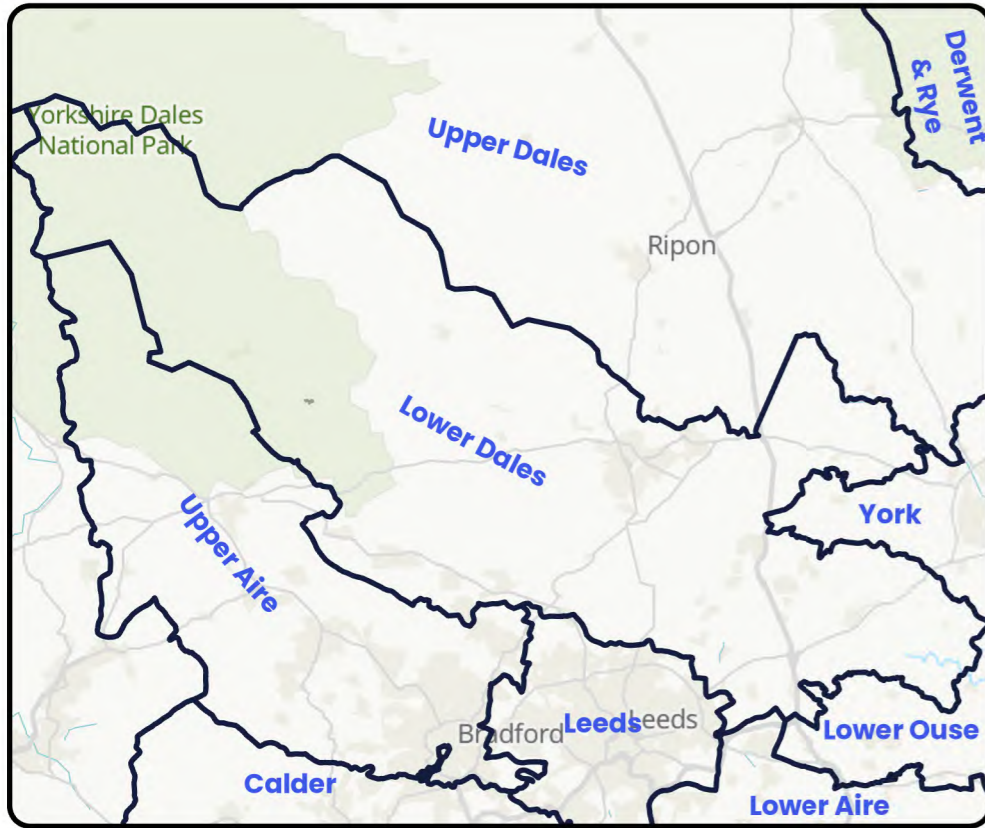 Derwent
& Rye
Yorkshire Dales
National Park
Upper Dales
Ripon
Lower Dales
Upper Aire
York
Bradford
Leeds
Leeds
Lower Ouse
Calder
Lower Aire